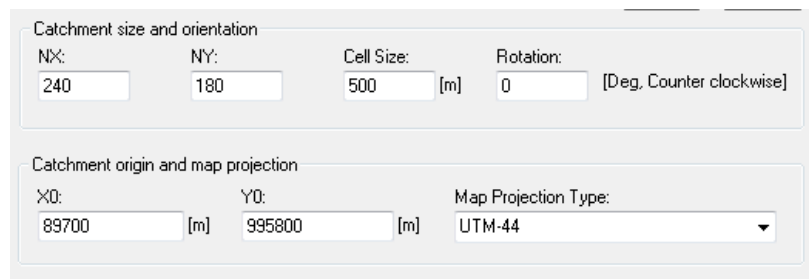 Catchment size and orientation
NX: NY: Cell Size: Rotation:
240 180 500 [m] 0 [Deg, Counter clockwise]
Catchment origin and map projection
X0: Y0: Map Projection Type:
89700 [m] 995800 [m] UTM-44